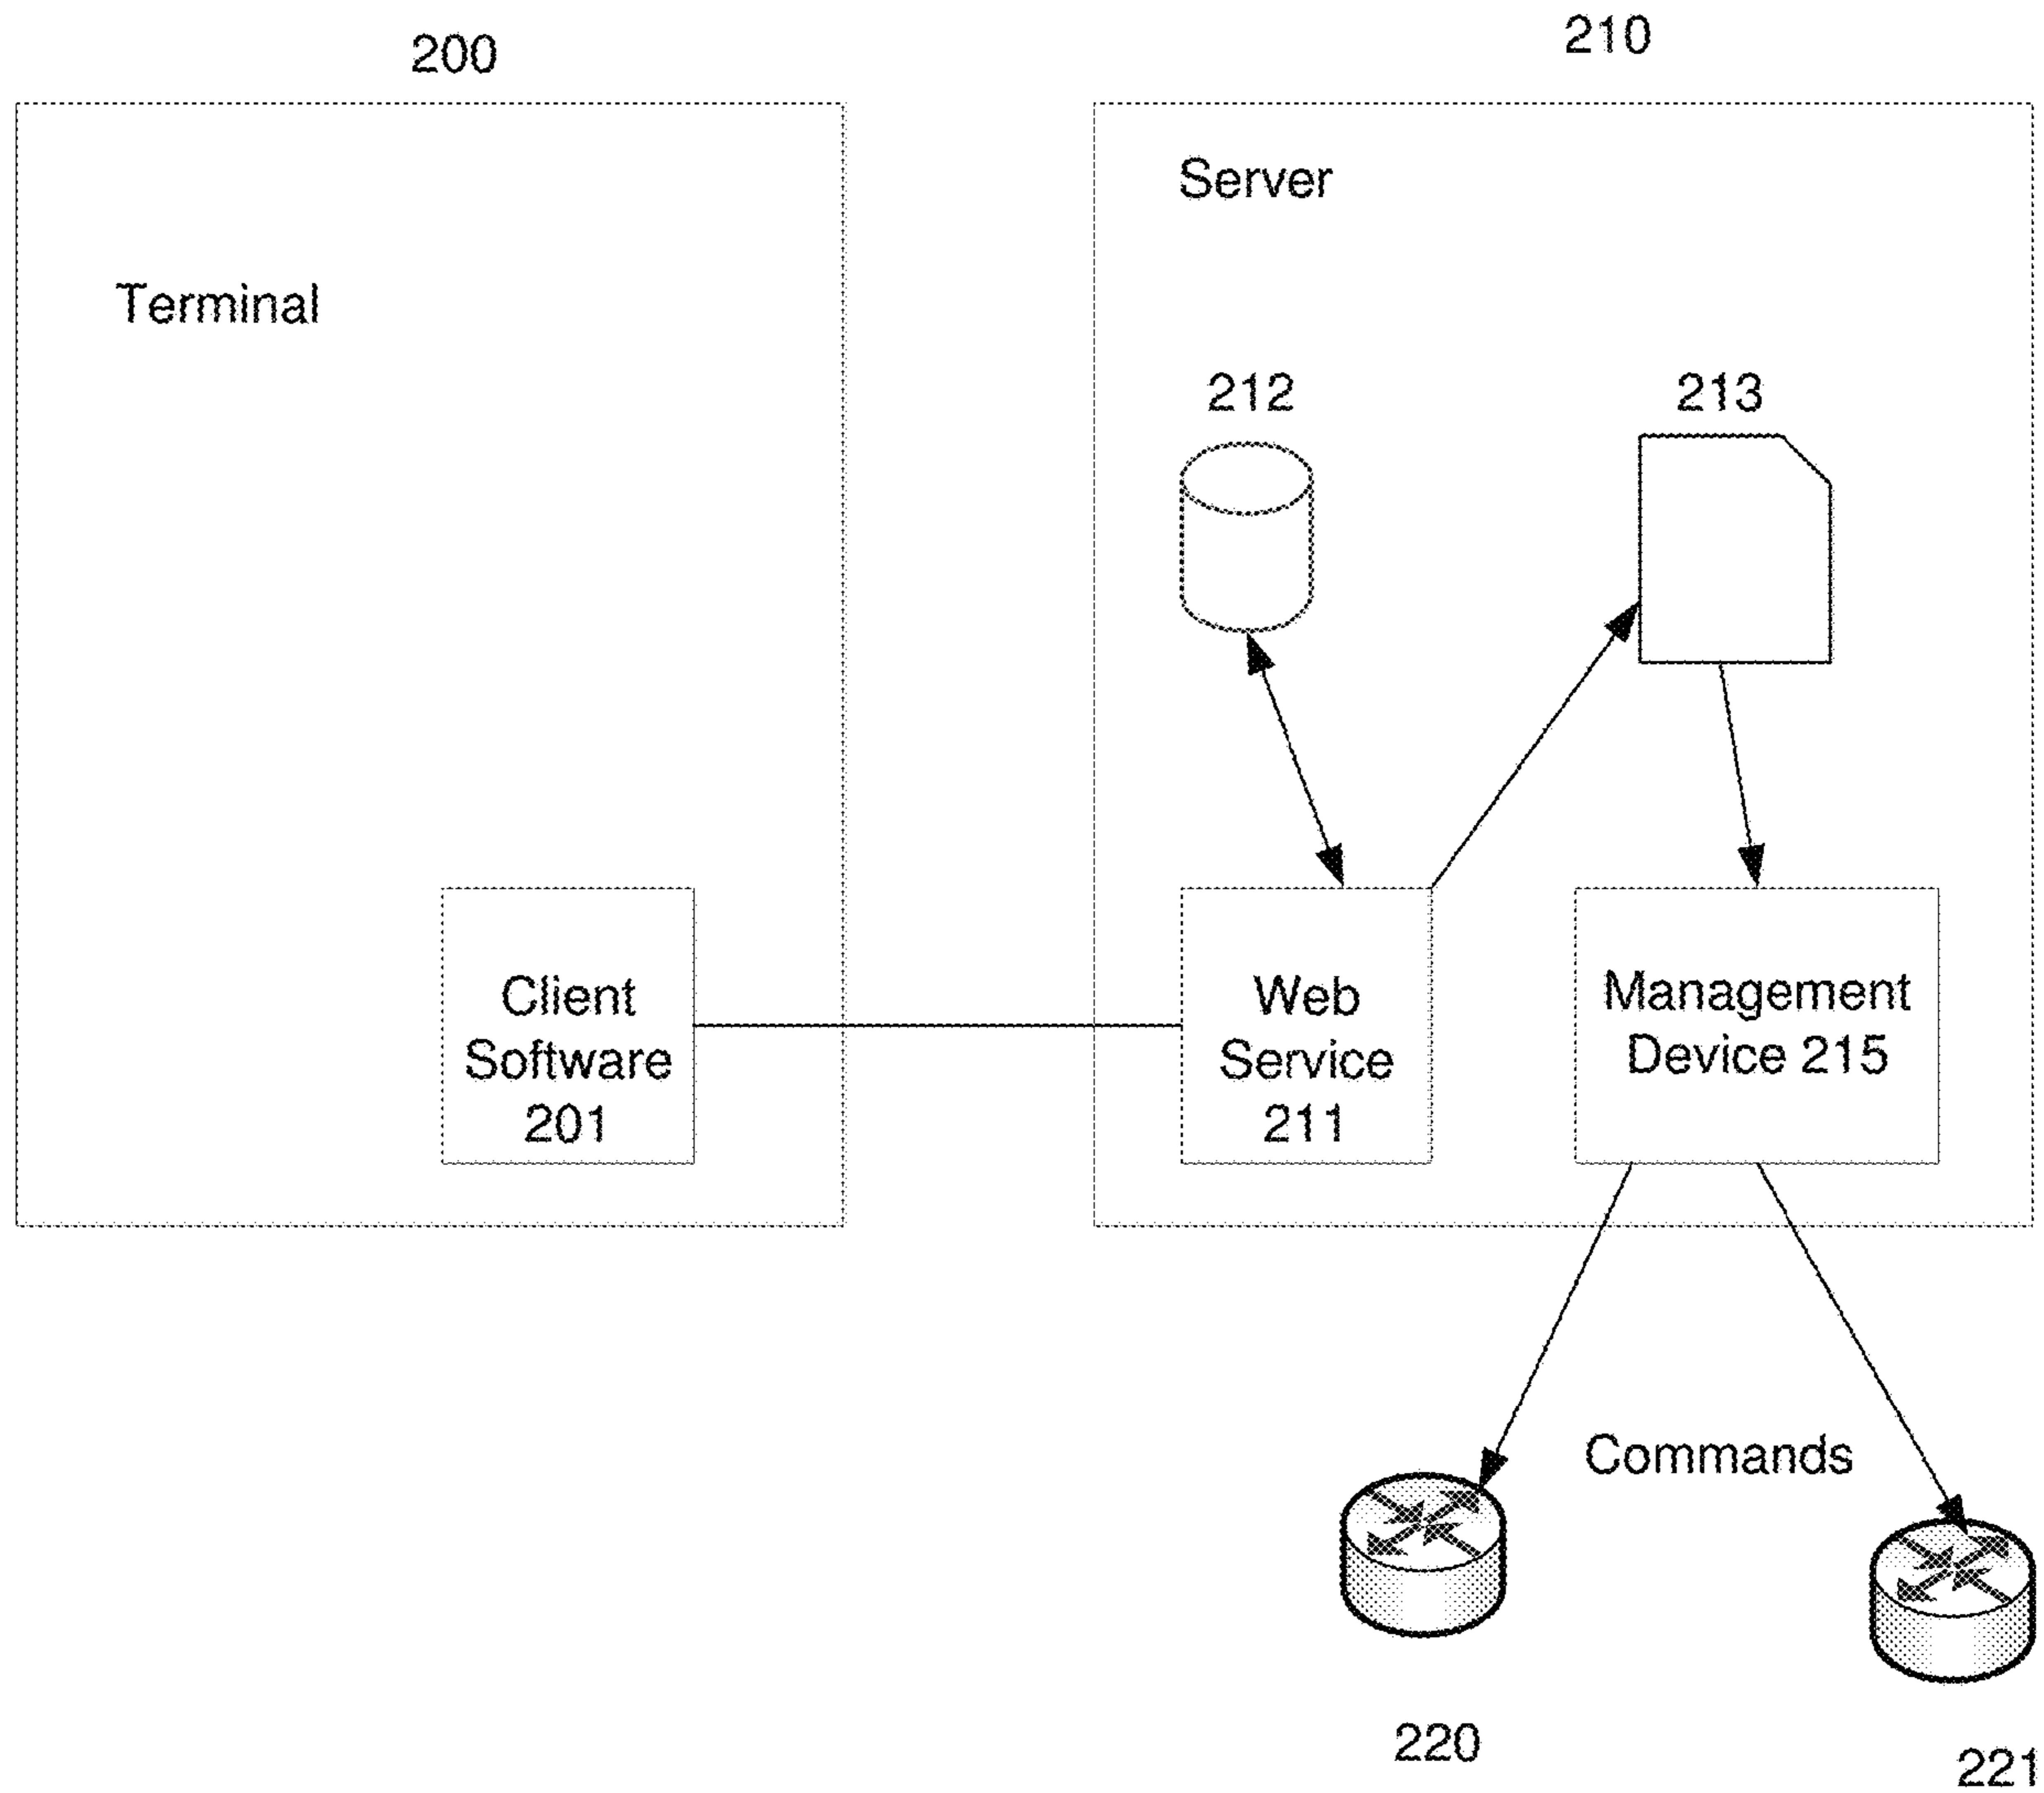 200
210
Terminal
Server
212
213
Client
Software
201
Web
Service
211
Management
Device 215
Commands
220
221